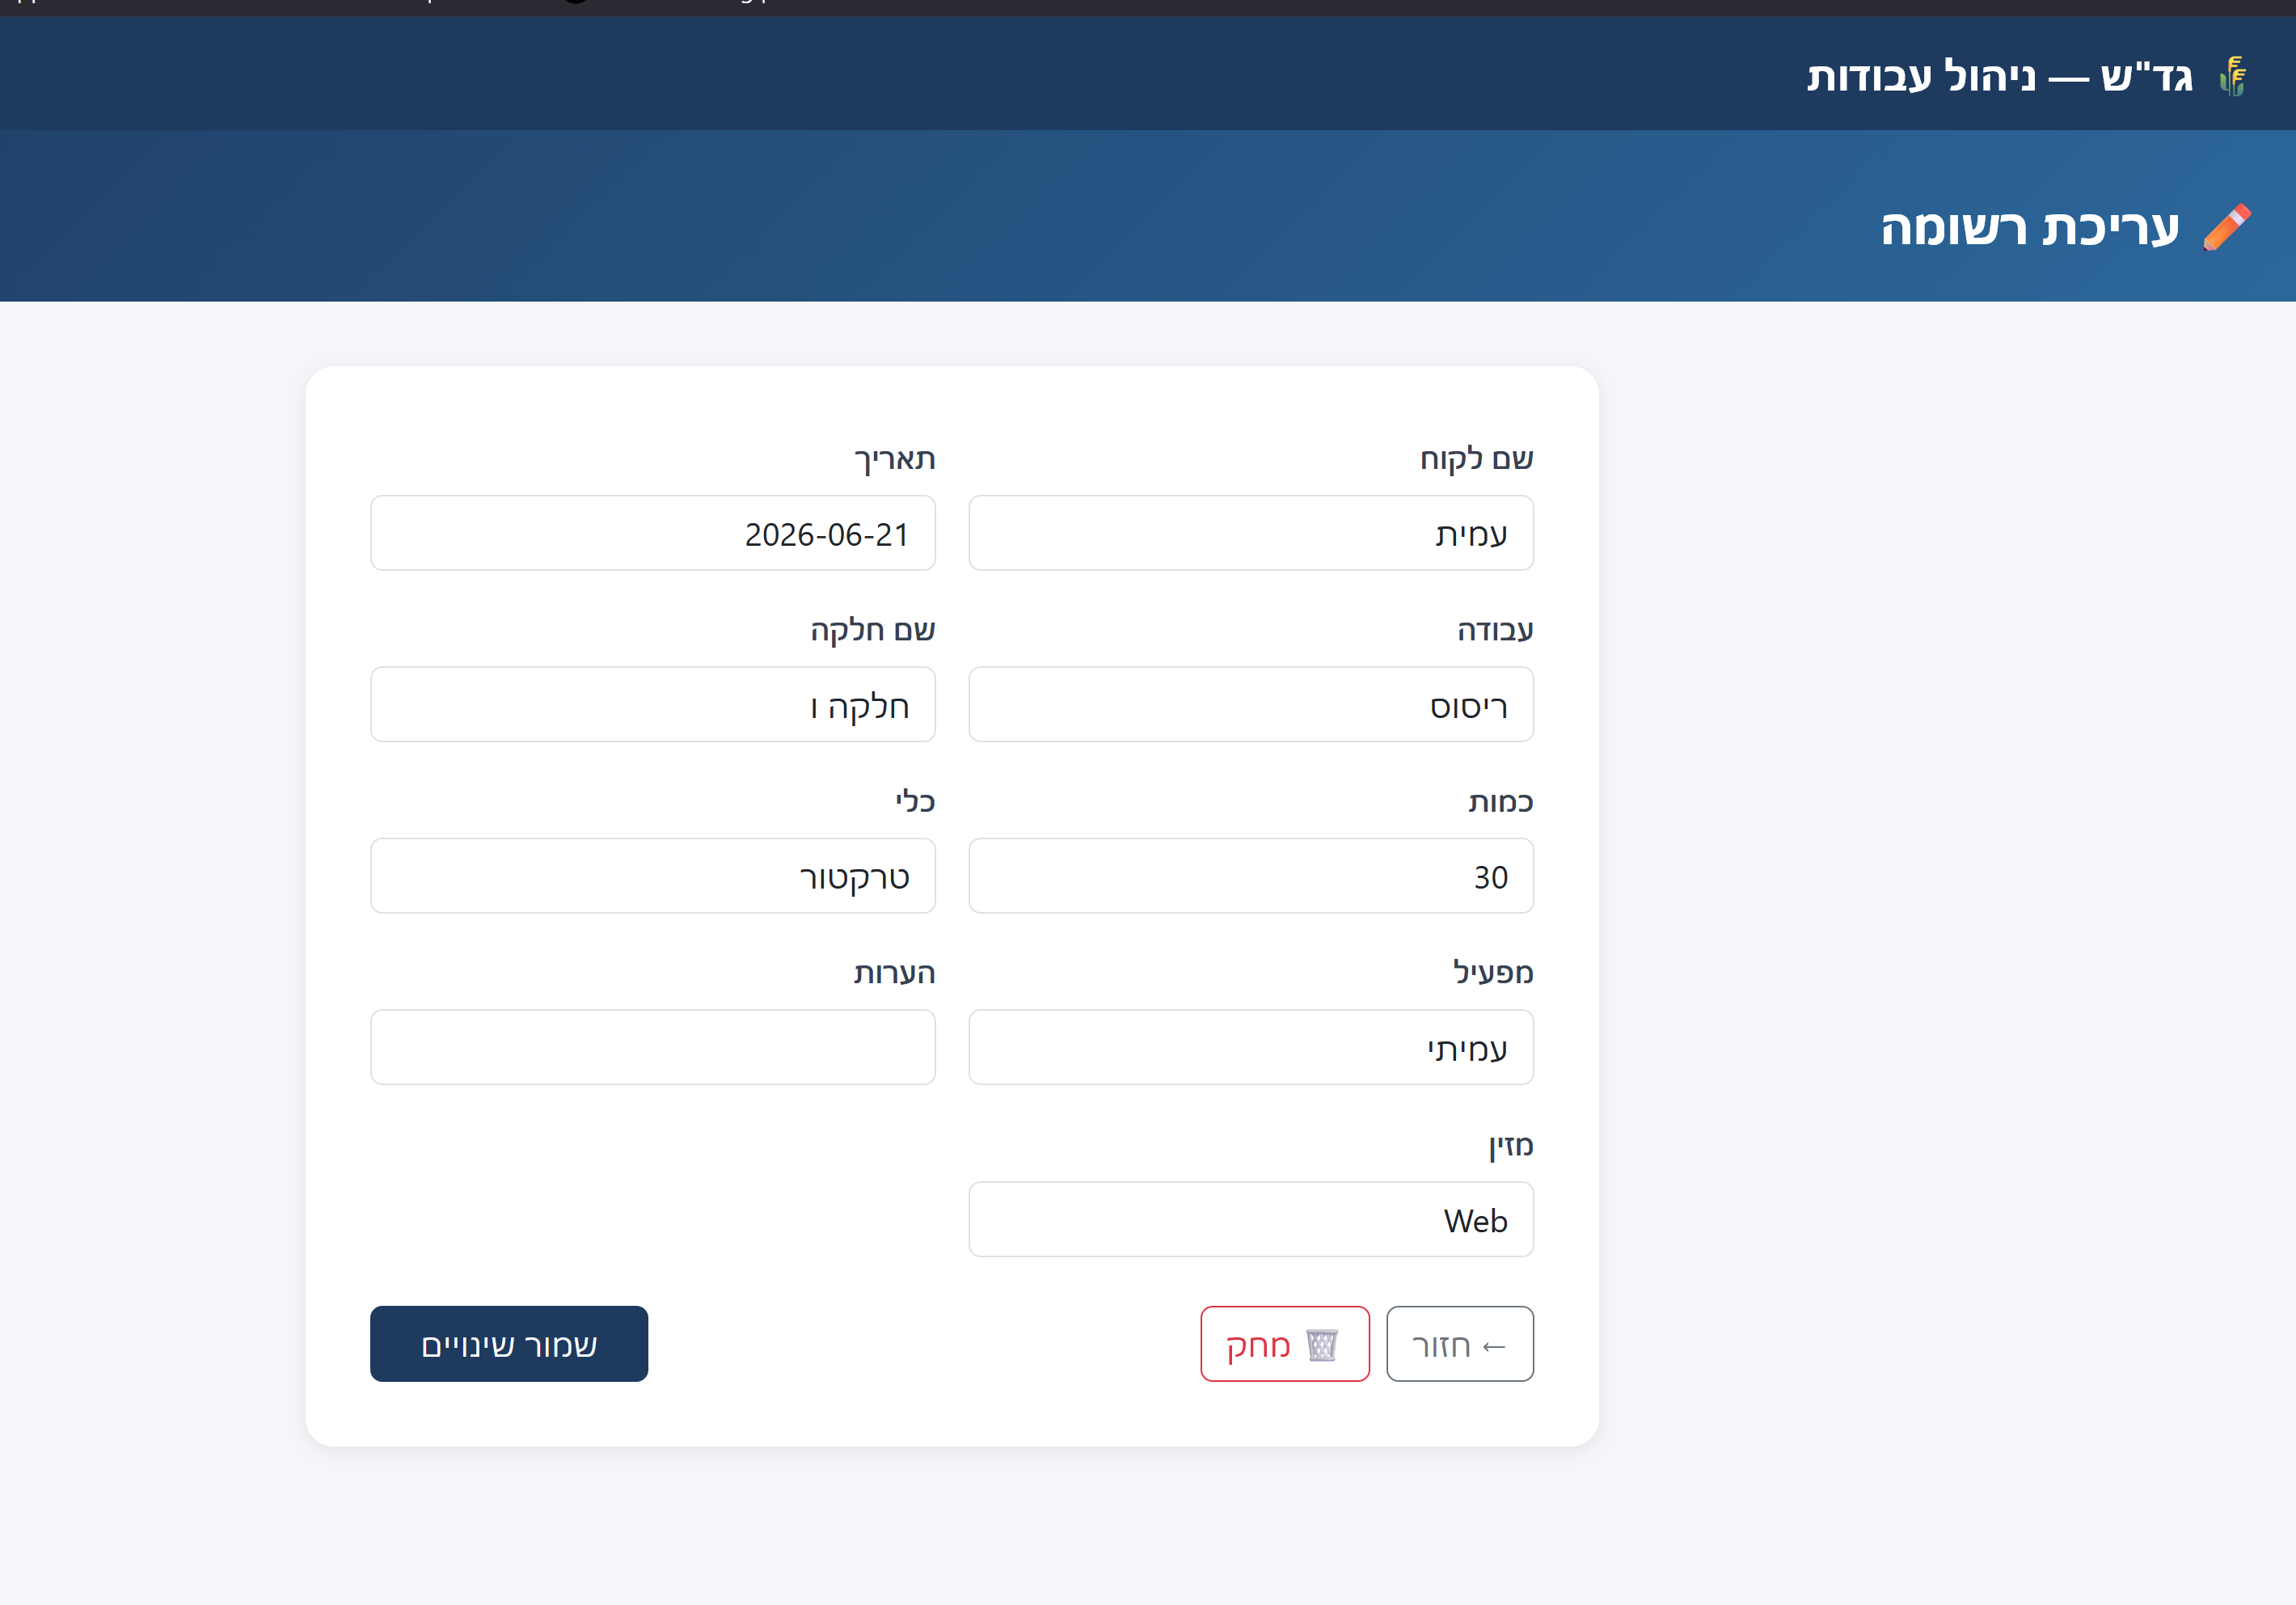 גד"ש — ניהול עבודות
עריכת רשומה
שם לקוח
תאריך
עמית
2026-06-21
עבודה
שם חלקה
ריסוס
חלקה ו
כמות
כלי
30
טרקטור
מפעיל
הערות
עמיתי
מזין
Web
← חזור
מחק
שמור שינויים